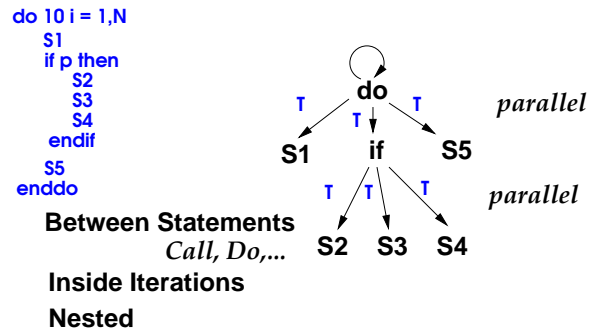 do 10 i = 1,N
S1
if p then
S2
S3
S4
endif
S5
enddo
do
T
T
T
parallel
S1
if
S5
T
T
T
parallel
S2
S3
S4
Between Statements
Call, Do,...
Inside Iterations
Nested